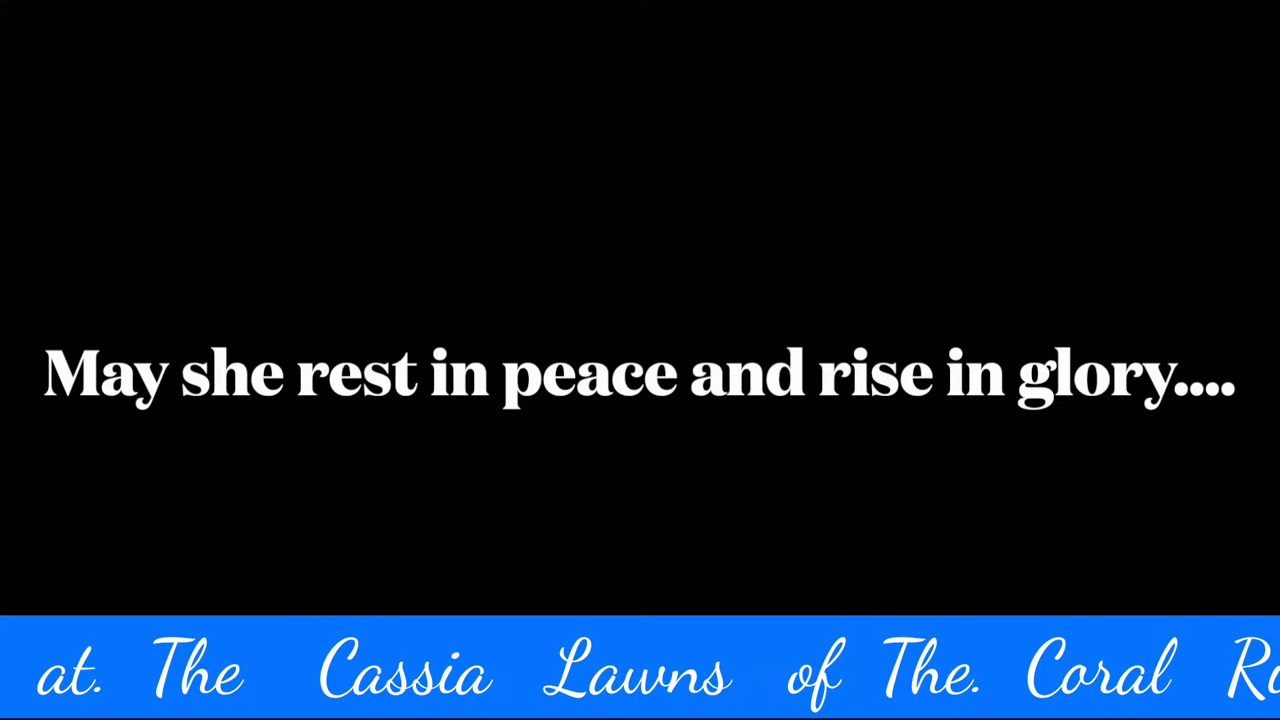 May she rest in peace and rise in glory....
at. The Cassia Lawns of The. Coral